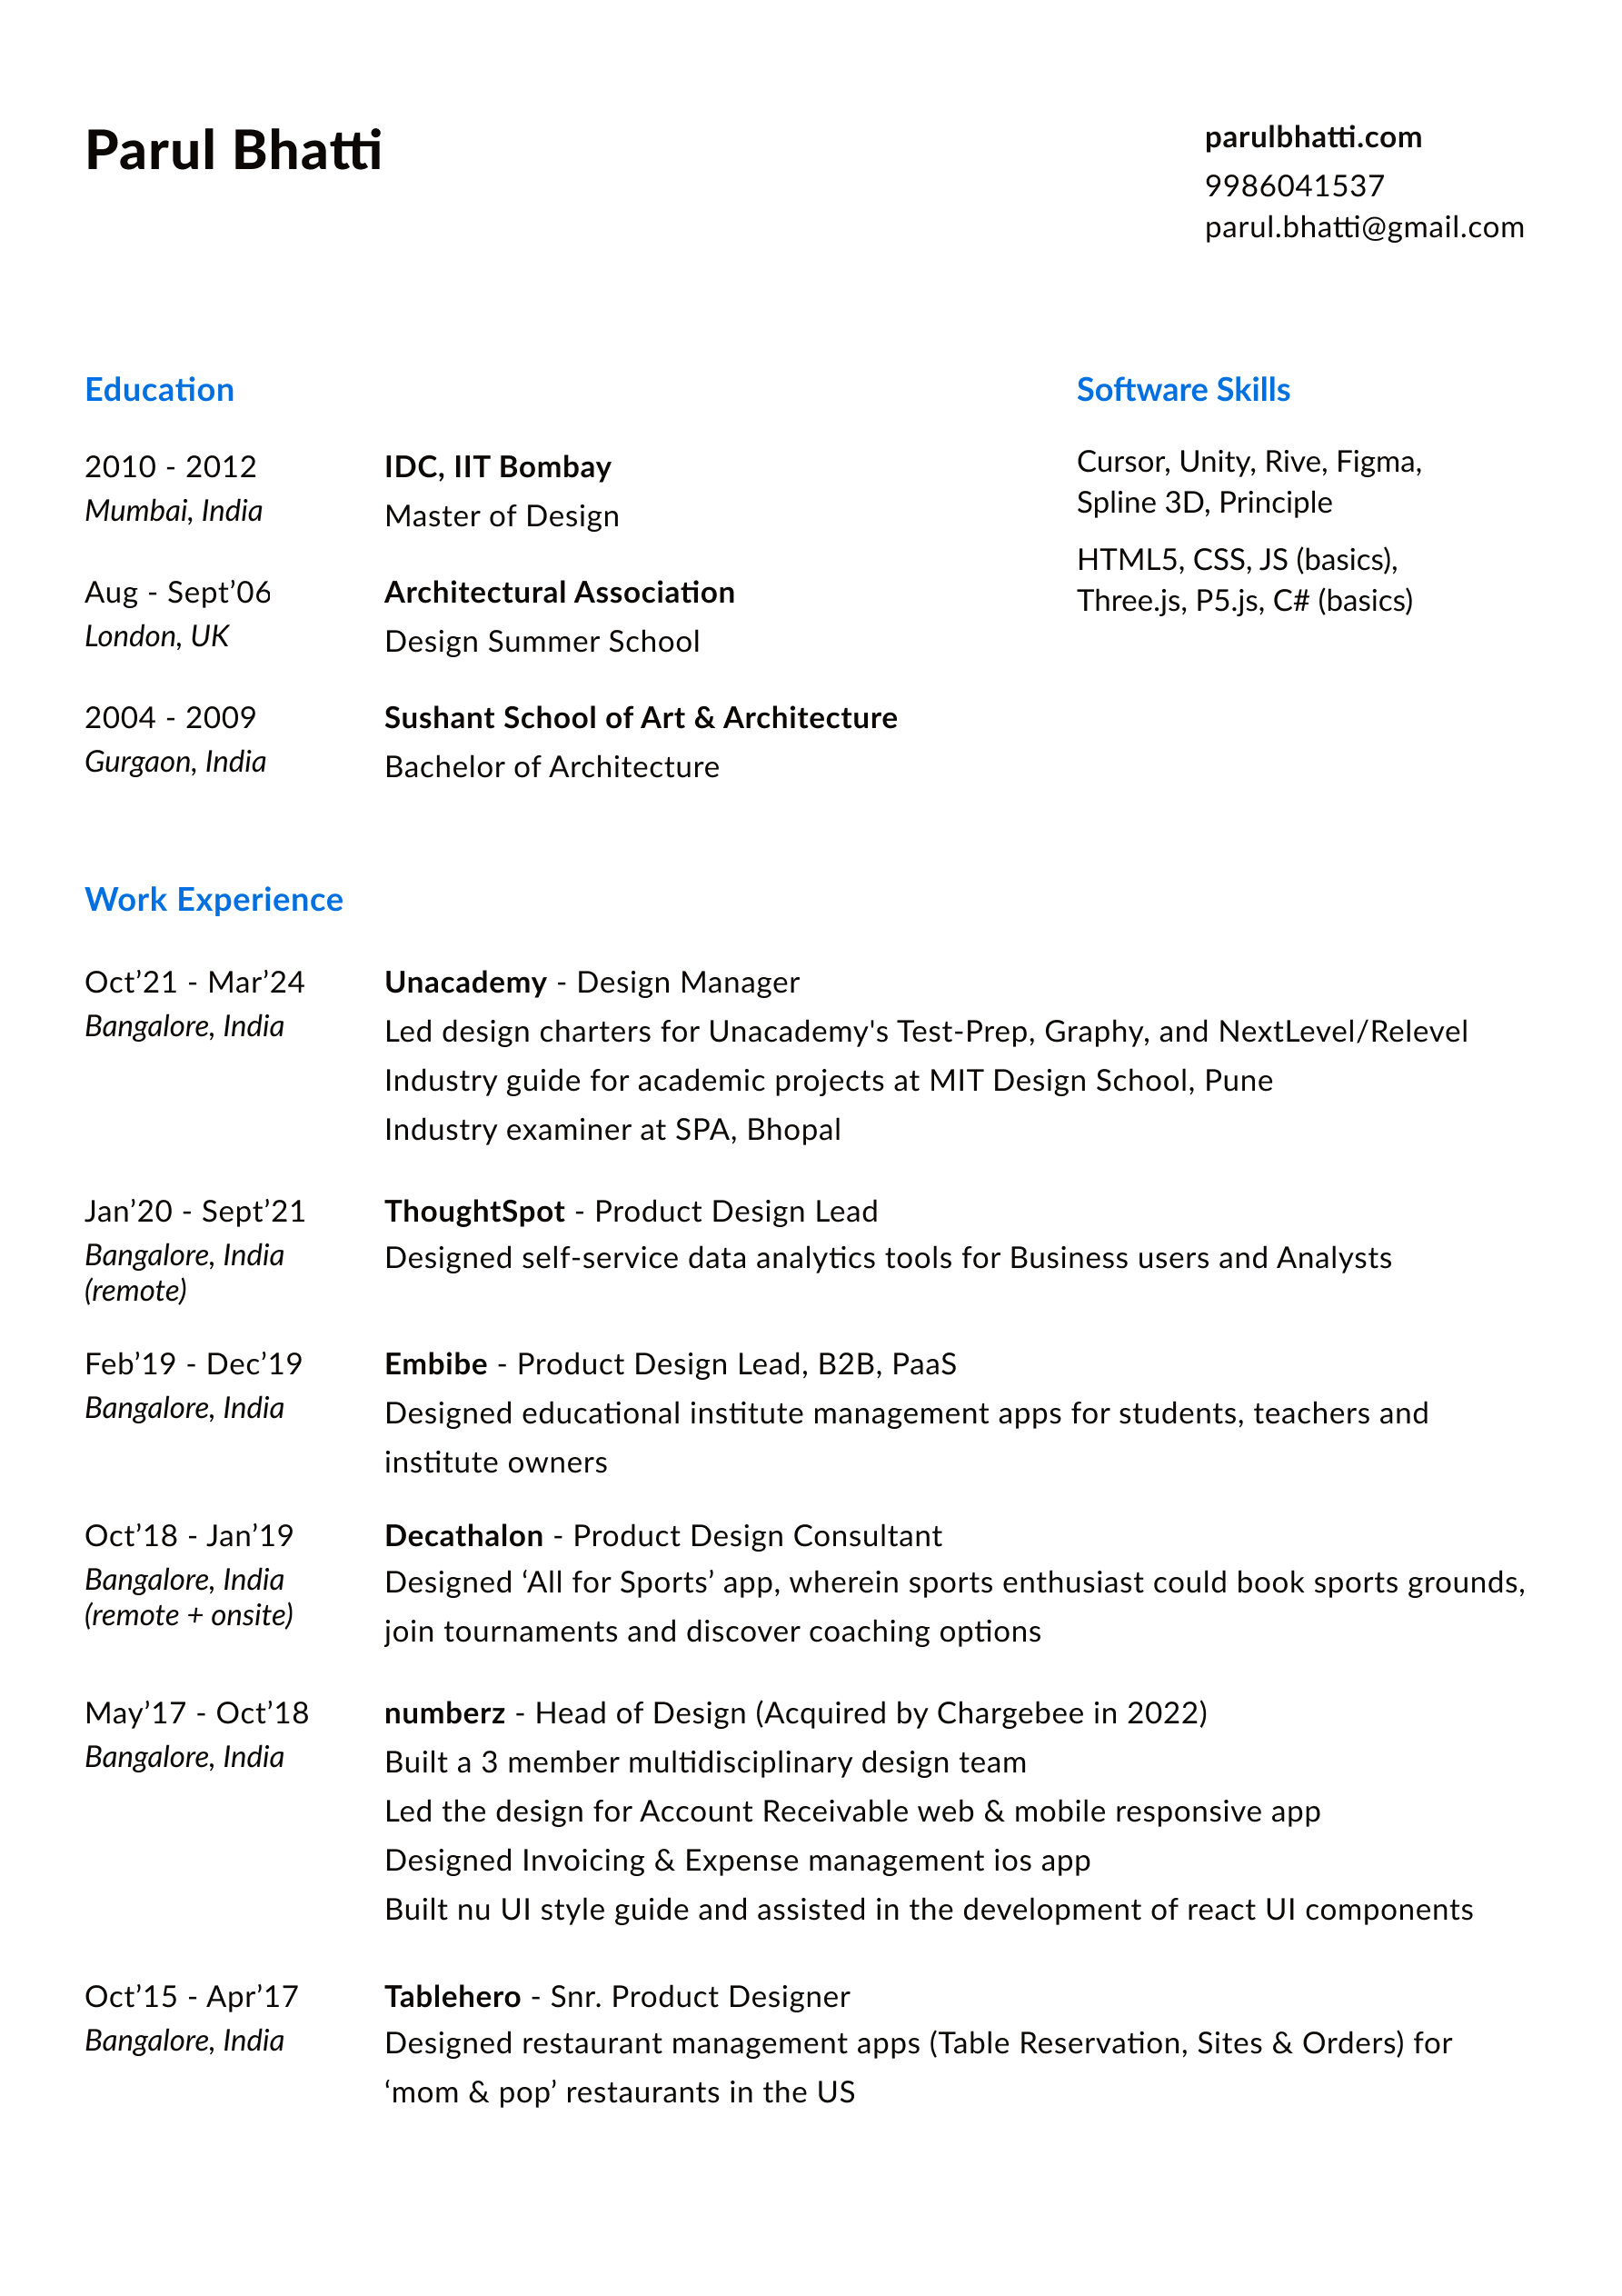 Parul Bhatti
parulbhatti.com
9986041537
parul.bhatti@gmail.com
Education
2010 - 2012
Mumbai, India
IDC, IIT Bombay
Master of Design
Aug - Sept’06
London, UK
Architectural Association
Design Summer School
2004 - 2009
Gurgaon, India
Sushant School of Art & Architecture
Bachelor of Architecture
Software Skills
Cursor, Unity, Rive, Figma,
Spline 3D, Principle
HTML5, CSS, JS (basics),
Three.js, P5.js, C# (basics)
Work Experience
Oct’21 - Mar’24
Bangalore, India
Unacademy - Design Manager
Led design charters for Unacademy's Test-Prep, Graphy, and NextLevel/Relevel
Industry guide for academic projects at MIT Design School, Pune
Industry examiner at SPA, Bhopal
Jan’20 - Sept’21
Bangalore, India
(remote)
ThoughtSpot - Product Design Lead
Designed self-service data analytics tools for Business users and Analysts
Feb’19 - Dec’19
Bangalore, India
Embibe - Product Design Lead, B2B, PaaS
Designed educational institute management apps for students, teachers and
institute owners
Oct’18 - Jan’19
Bangalore, India
(remote + onsite)
Decathalon - Product Design Consultant
Designed ‘All for Sports’ app, wherein sports enthusiast could book sports grounds,
join tournaments and discover coaching options
May’17 - Oct’18
Bangalore, India
numberz - Head of Design (Acquired by Chargebee in 2022)
Built a 3 member multidisciplinary design team
Led the design for Account Receivable web & mobile responsive app
Designed Invoicing & Expense management ios app
Built nu UI style guide and assisted in the development of react UI components
Oct’15 - Apr’17
Bangalore, India
Tablehero - Snr. Product Designer
Designed restaurant management apps (Table Reservation, Sites & Orders) for
‘mom & pop’ restaurants in the US